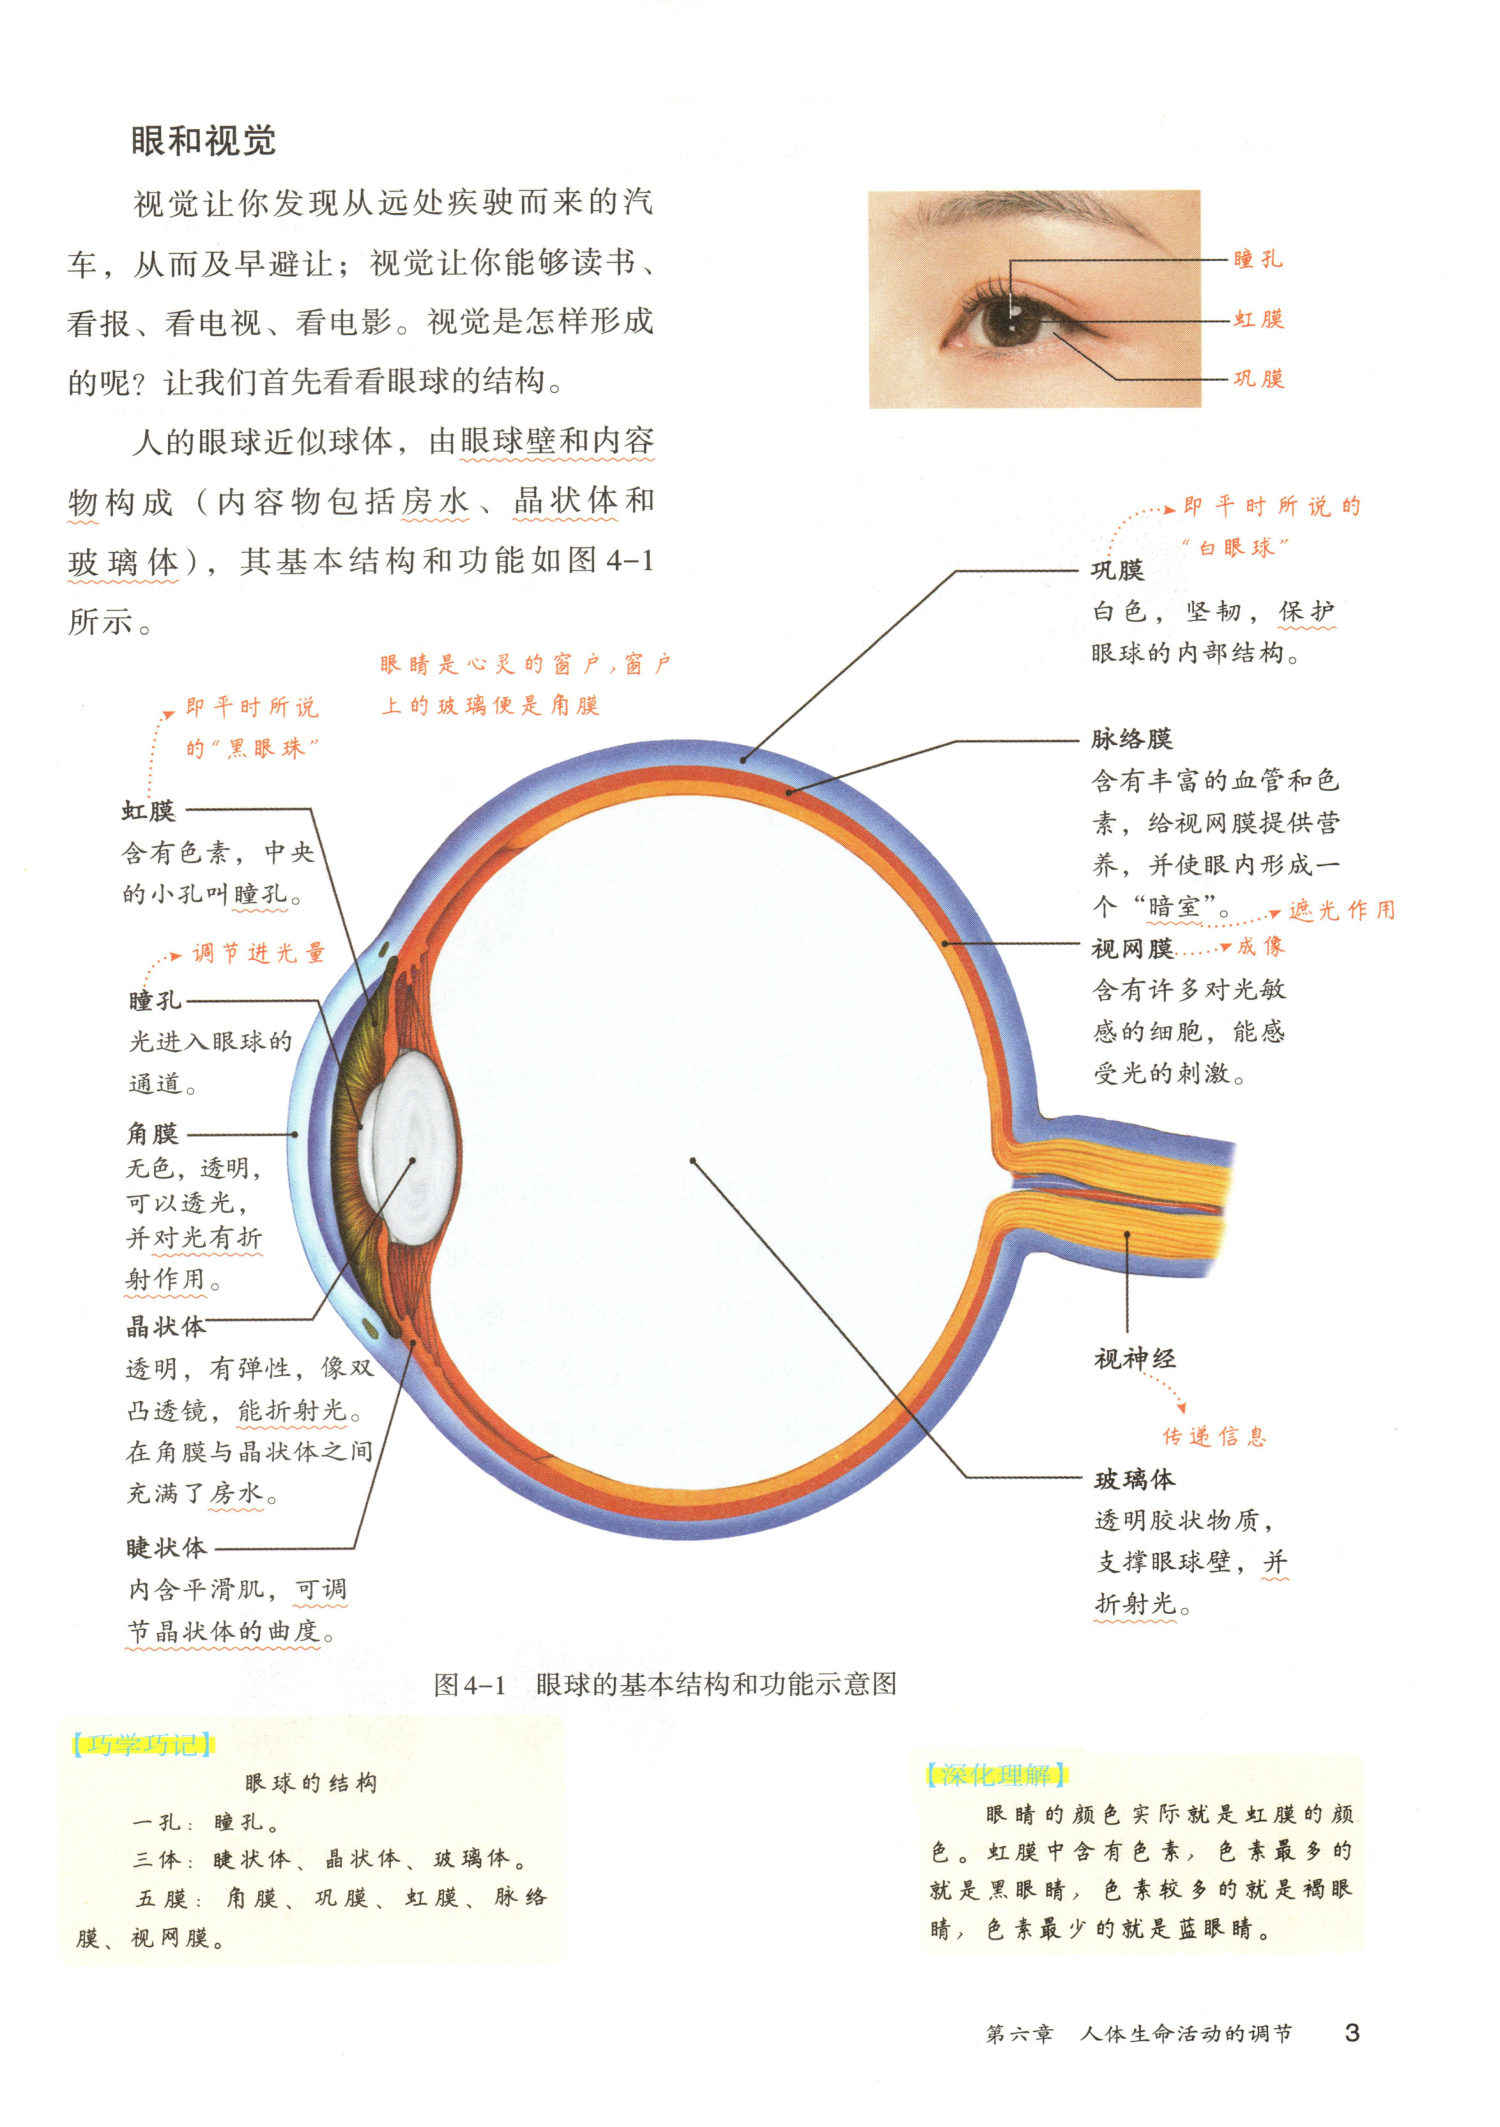 眼和视觉
视觉让你发现从远处疾驶而来的汽
车，从而及早避让；视觉让你能够读书、
看报、看电视、看电影。视觉是怎样形成
的呢？让我们首先看看眼球的结构。
人的眼球近似球体，由眼球壁和内容
物构成（内容物包括房水、晶状体和
玻璃体），其基本结构和功能如图4-1
所示。
瞳孔
虹膜
巩膜
眼睛是心灵的窗户，窗户
上的玻璃便是角膜
即平时所说
的“黑眼珠”
虹膜
含有色素，中央
的小孔叫瞳孔。
调节进光量
瞳孔
光进入眼球的
通道。
角膜
无色，透明，
可以透光，
并对光有折
射作用。
晶状体
透明，有弹性，像双
凸透镜，能折射光。
在角膜与晶状体之间
充满了房水。
睫状体
内含平滑肌，可调
节晶状体的曲度。
即平时所说的
“白眼球”
巩膜
白色，坚韧，保护
眼球的内部结构。
脉络膜
含有丰富的血管和色
素，给视网膜提供营
养，并使眼内形成一
个“暗室”。
遮光作用
视网膜
成像
含有许多对光敏
感的细胞，能感
受光的刺激。
视神经
传递信息
玻璃体
透明胶状物质，
支撑眼球壁，并
折射光。
图4-1 眼球的基本结构和功能示意图
【巧学巧记】
眼球的结构
一孔：瞳孔。
三体：睫状体、晶状体、玻璃体。
五膜：角膜、巩膜、虹膜、脉络
膜、视网膜。
【深化理解】
眼睛的颜色实际就是虹膜的颜
色。虹膜中含有色素，色素最多的
就是黑眼睛，色素较多的就是褐眼
睛，色素最少的就是蓝眼睛。
第六章 人体生命活动的调节 3